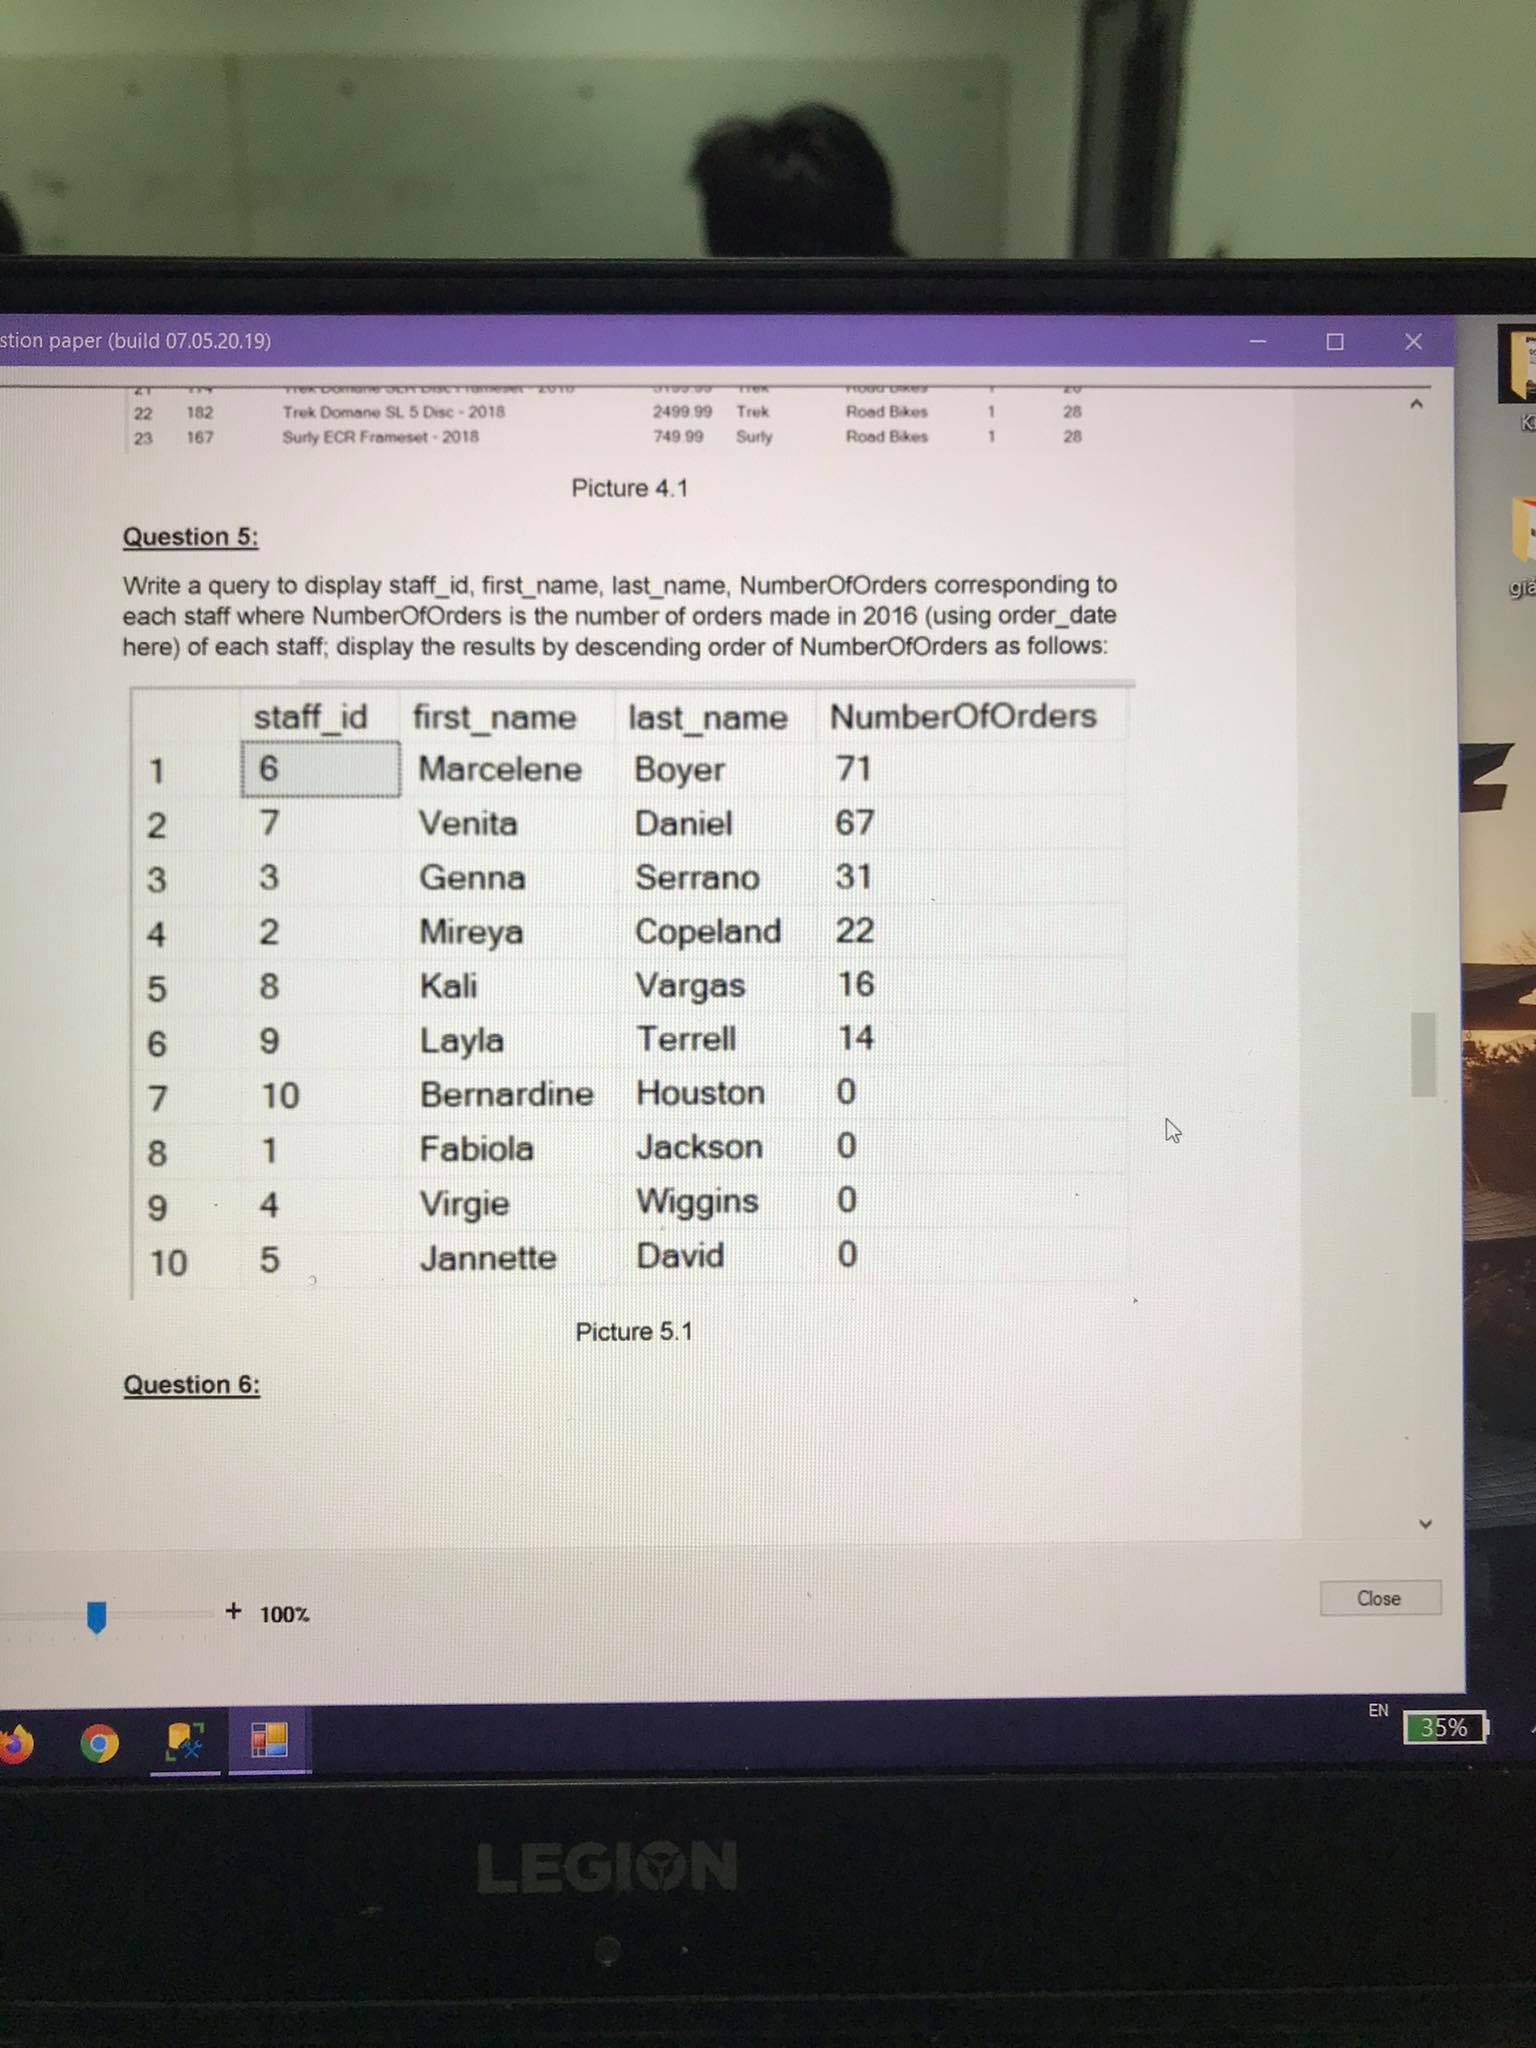 stion paper (build 07.05.20.19)
22 182 Trek Domane SL 5 Disc - 2018 2499.99 Trek Road Bikes 1 28
23 167 Surly ECR Frameset - 2018 749.99 Surly Road Bikes 1 28
Picture 4.1
Question 5:
Write a query to display staff_id, first_name, last_name, NumberOfOrders corresponding to
each staff where NumberOfOrders is the number of orders made in 2016 (using order_date
here) of each staff; display the results by descending order of NumberOfOrders as follows:
staff_id first_name last_name NumberOfOrders
1 6 Marcelene Boyer 71
2 7 Venita Daniel 67
3 3 Genna Serrano 31
4 2 Mireya Copeland 22
5 8 Kali Vargas 16
6 9 Layla Terrell 14
7 10 Bernardine Houston 0
8 1 Fabiola Jackson 0
9 4 Virgie Wiggins 0
10 5 Jannette David 0
Picture 5.1
Question 6:
+ 100%
Close
EN
35%
LEGION